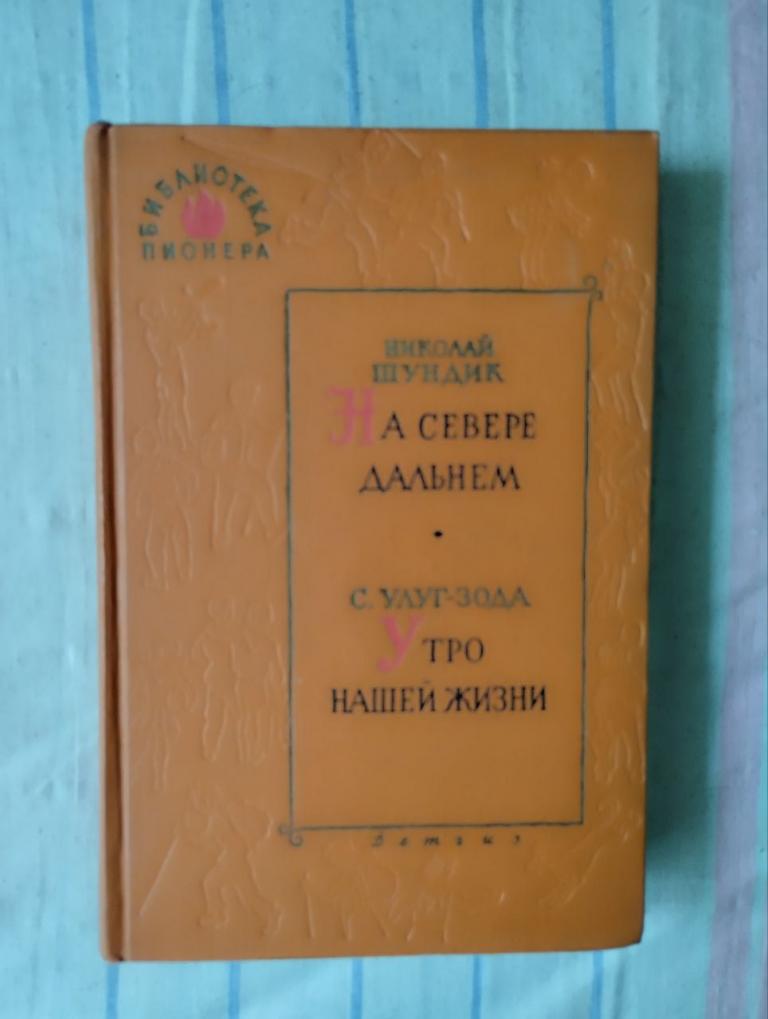 БИБЛИОТЕКА
ПИОНЕРА
НИКОЛАЙ
ШУНДИК
НА СЕВЕРЕ
ДАЛЬНЕМ
•
С. УЛУГ-ЗОДА
УТРО
НАШЕЙ ЖИЗНИ
Детгиз